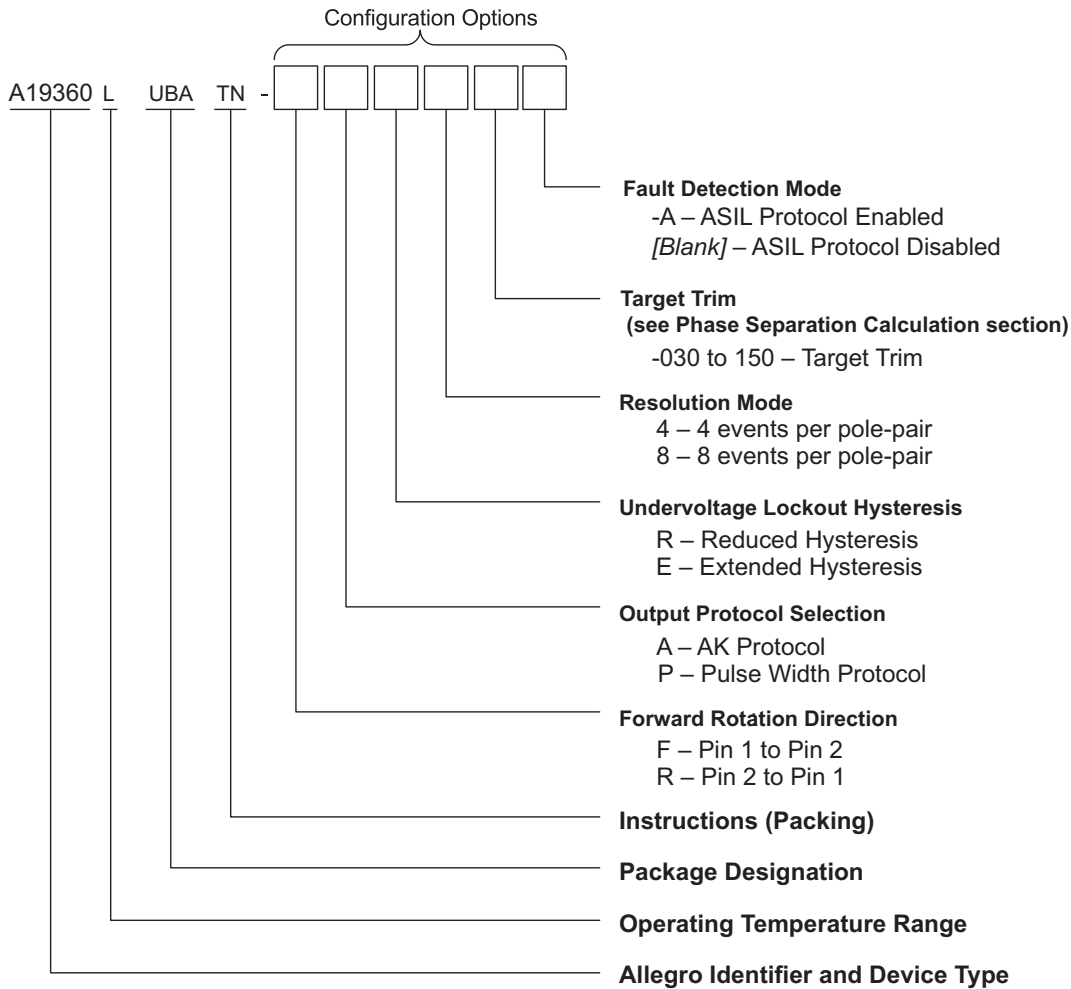 Configuration Options
A19360 L UBA TN -
Fault Detection Mode
-A – ASIL Protocol Enabled
[Blank] – ASIL Protocol Disabled
Target Trim
(see Phase Separation Calculation section)
-030 to 150 – Target Trim
Resolution Mode
4 – 4 events per pole-pair
8 – 8 events per pole-pair
Undervoltage Lockout Hysteresis
R – Reduced Hysteresis
E – Extended Hysteresis
Output Protocol Selection
A – AK Protocol
P – Pulse Width Protocol
Forward Rotation Direction
F – Pin 1 to Pin 2
R – Pin 2 to Pin 1
Instructions (Packing)
Package Designation
Operating Temperature Range
Allegro Identifier and Device Type